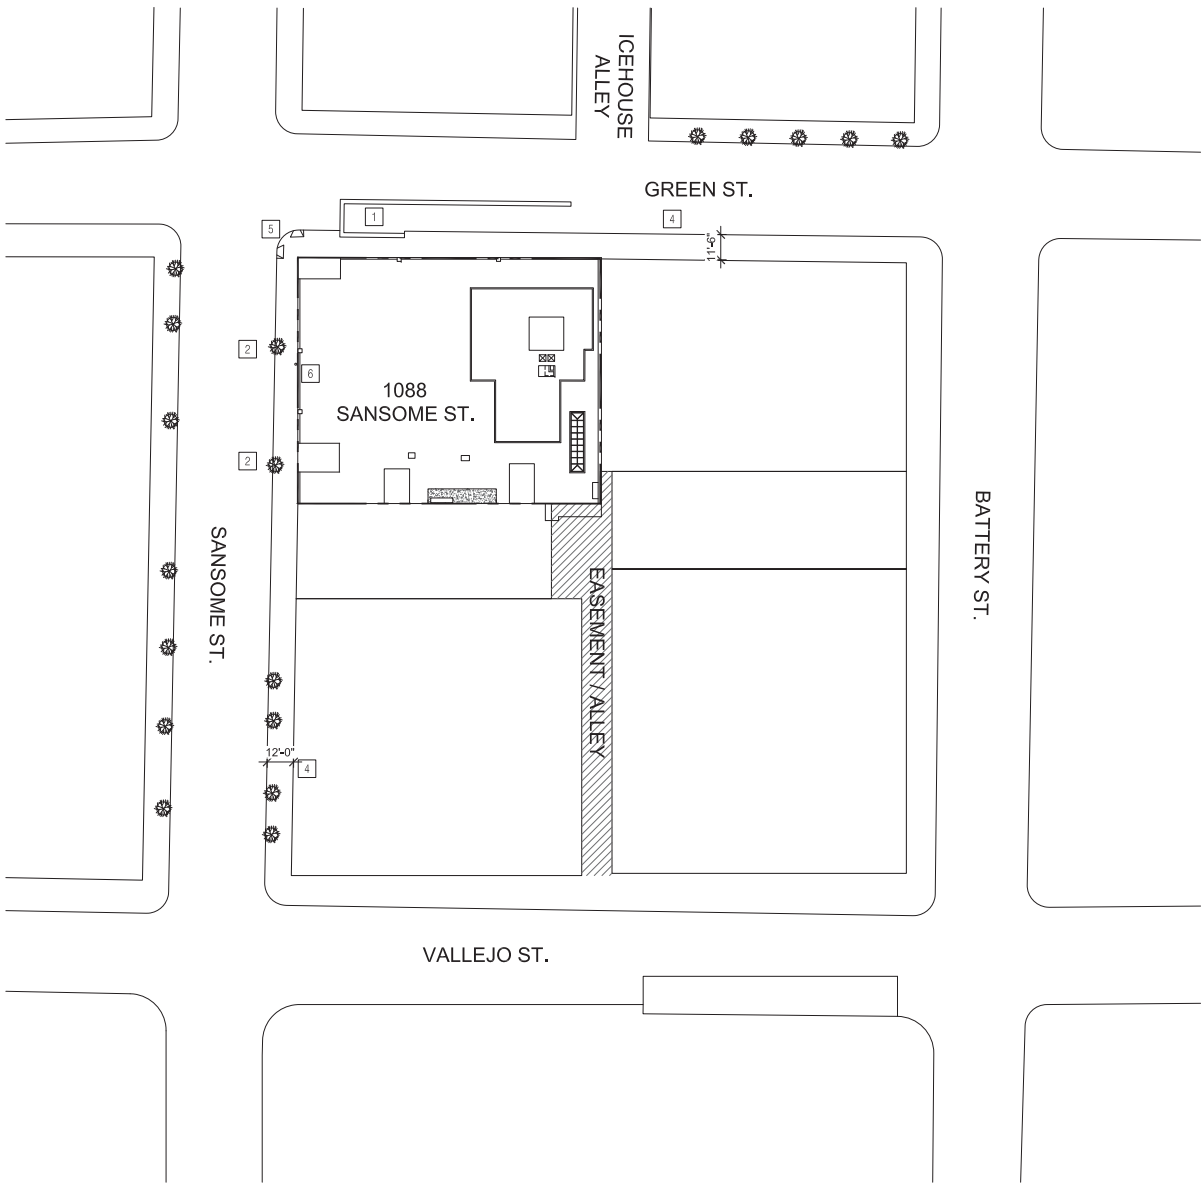 ICEHOUSE
ALLEY
GREEN ST.
1
4
5
11'-9"
2
6
1088
SANSOME ST.
2
SANSOME ST.
EASEMENT / ALLEY
BATTERY ST.
12'-0"
4
VALLEJO ST.